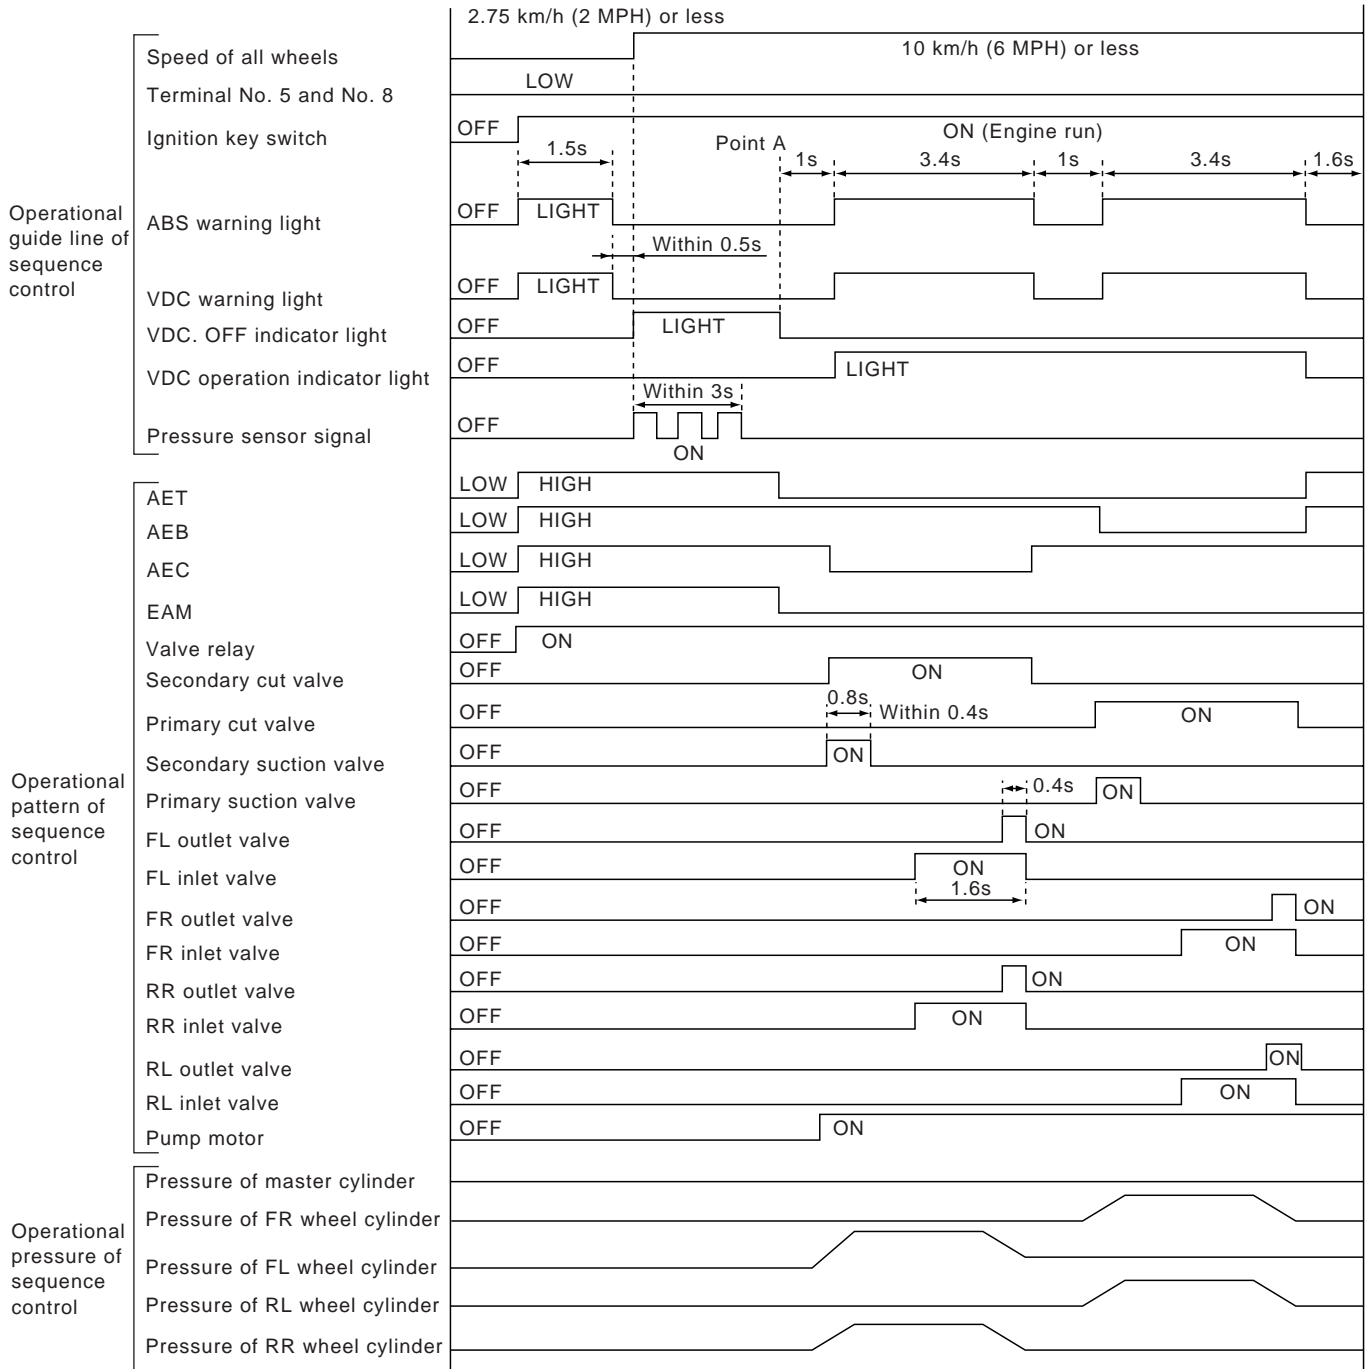 2.75 km/h (2 MPH) or less
Speed of all wheels
10 km/h (6 MPH) or less
Terminal No. 5 and No. 8
LOW
Ignition key switch
OFF
ON (Engine run)
Point A
1.5s
1s
3.4s
1s
3.4s
1.6s
Operational
guide line of
sequence
control
ABS warning light
OFF
LIGHT
Within 0.5s
VDC warning light
OFF
LIGHT
VDC. OFF indicator light
OFF
LIGHT
VDC operation indicator light
OFF
LIGHT
Within 3s
Pressure sensor signal
OFF
ON
AET
LOW
HIGH
AEB
LOW
HIGH
AEC
LOW
HIGH
EAM
LOW
HIGH
Valve relay
OFF
ON
Secondary cut valve
OFF
ON
0.8s
Within 0.4s
Primary cut valve
OFF
ON
Secondary suction valve
OFF
ON
Operational
pattern of
sequence
control
Primary suction valve
OFF
0.4s
ON
FL outlet valve
OFF
ON
FL inlet valve
OFF
ON
1.6s
FR outlet valve
OFF
ON
FR inlet valve
OFF
ON
RR outlet valve
OFF
ON
RR inlet valve
OFF
ON
RL outlet valve
OFF
ON
RL inlet valve
OFF
ON
Pump motor
OFF
ON
Operational
pressure of
sequence
control
Pressure of master cylinder
Pressure of FR wheel cylinder
Pressure of FL wheel cylinder
Pressure of RL wheel cylinder
Pressure of RR wheel cylinder